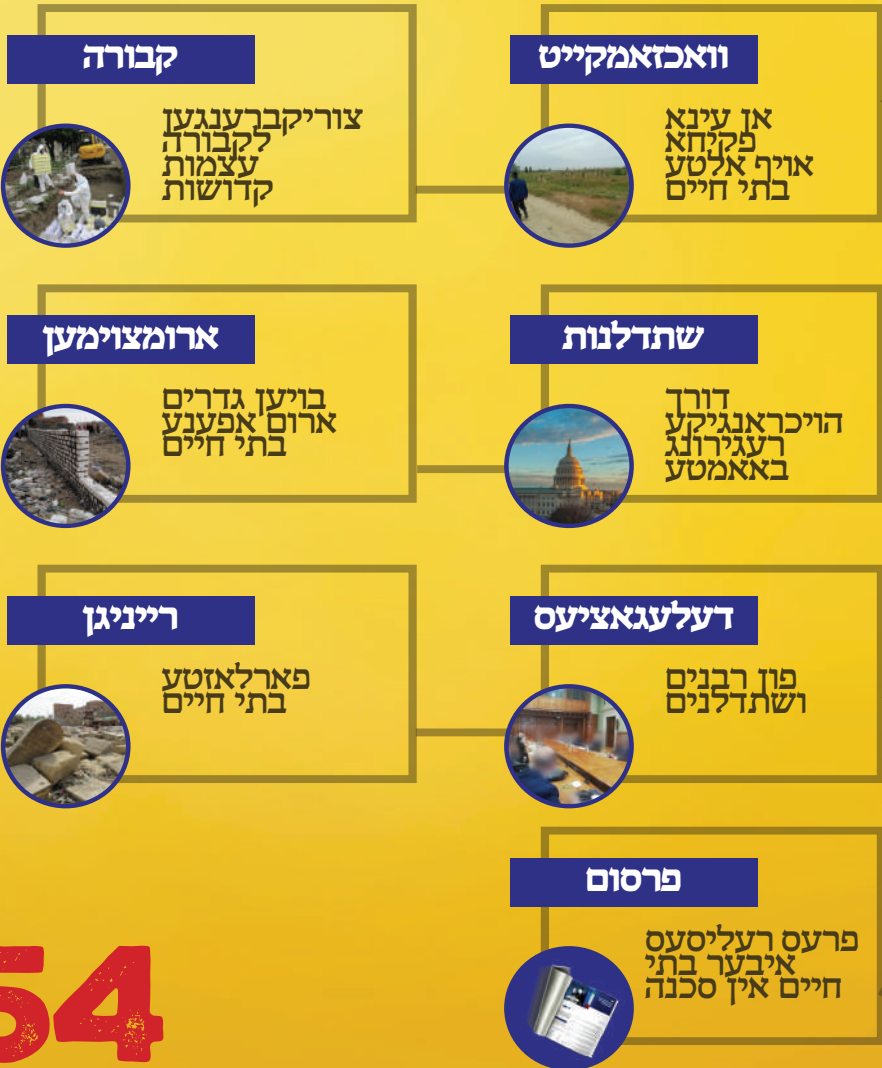 וואכזאמקייט
אן עינא
פקיחא
אויף אלטע
בתי חיים
קבורה
צוריקברענגען
לקבורה
עצמות
קדושות
שתדלנות
דורך
הויכראנגיקע
רעגירונג
באאמטע
ארומצוימען
בויען גדרים
ארום אפענע
בתי חיים
דעלעגאציעס
פון רבנים
ושתדלנים
רייניגן
פארלאזטע
בתי חיים
פרסום
פרעס רעליסעס
איבער בתי
חיים אין סכנה
54